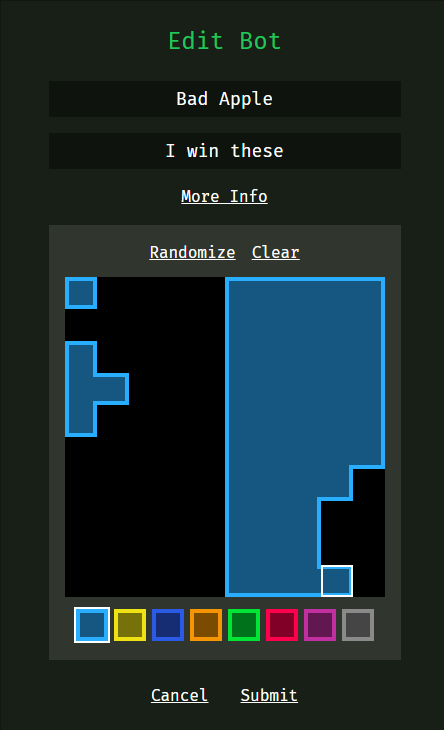 Edit Bot
Bad Apple
I win these
More Info
Randomize Clear
Cancel Submit